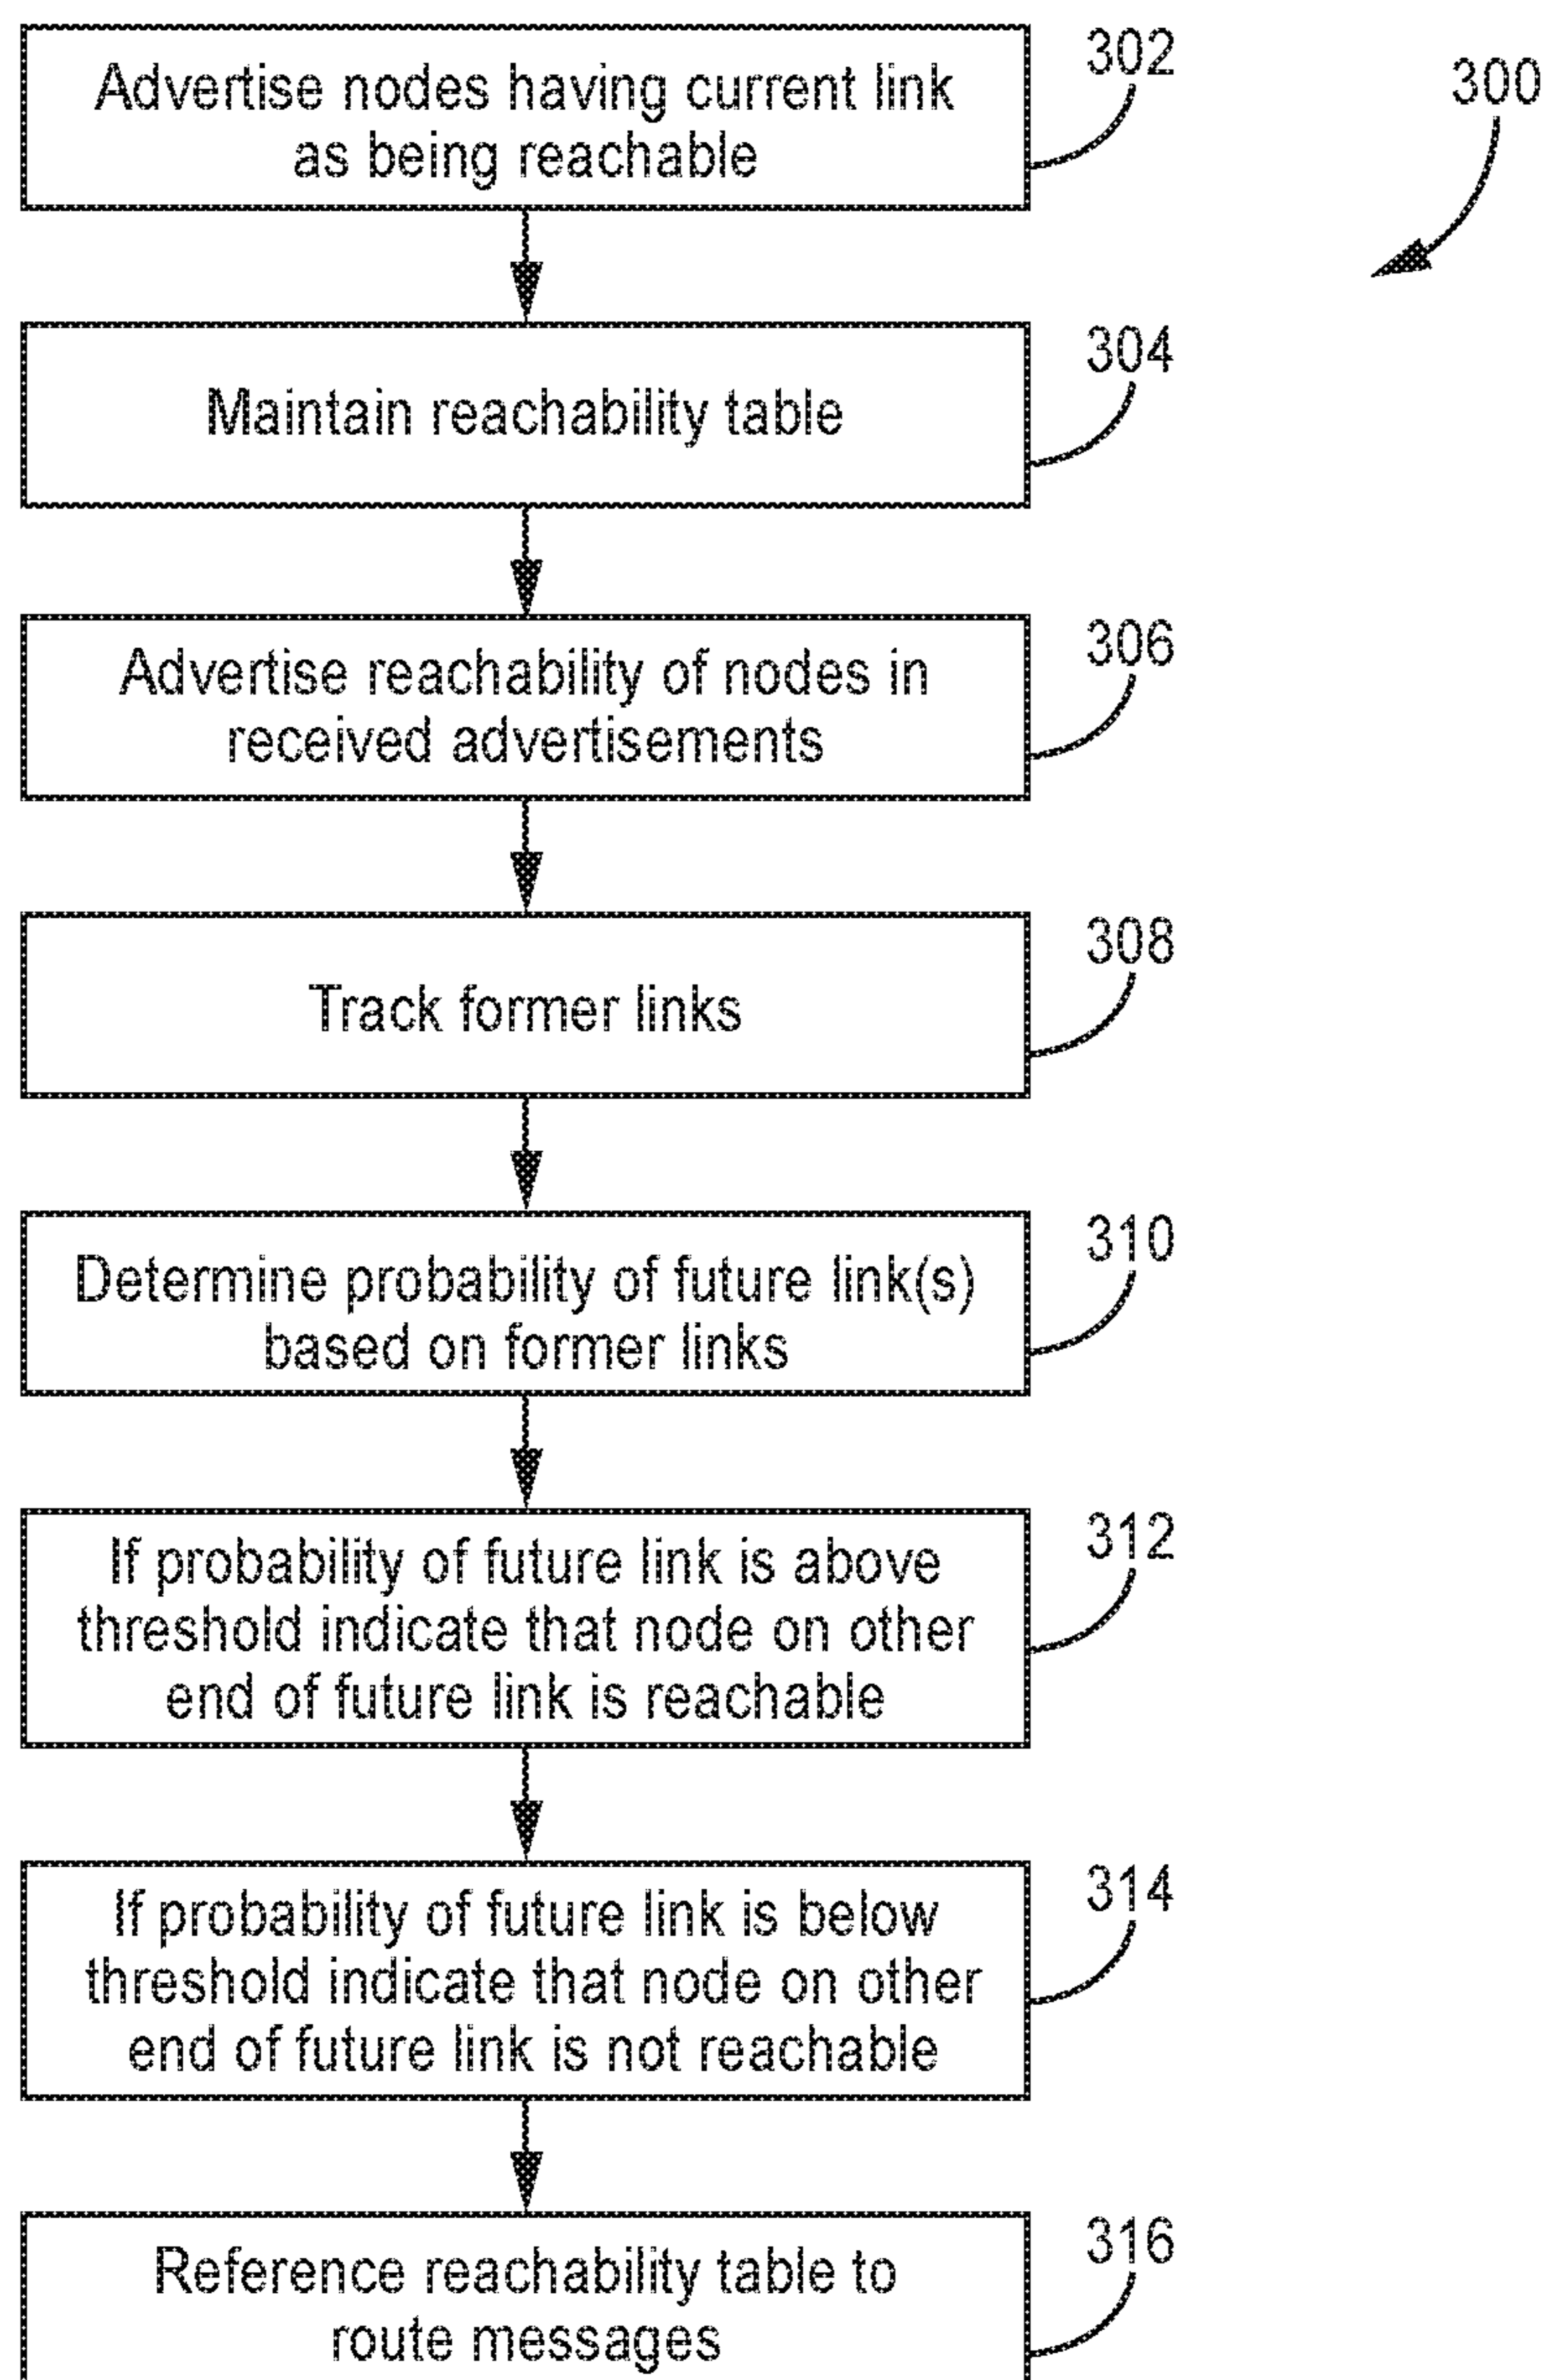 Advertise nodes having current link
as being reachable
302
300
Maintain reachability table
304
Advertise reachability of nodes in
received advertisements
306
Track former links
308
Determine probability of future link(s)
based on former links
310
If probability of future link is above
threshold indicate that node on other
end of future link is reachable
312
If probability of future link is below
threshold indicate that node on other
end of future link is not reachable
314
Reference reachability table to
route messages
316